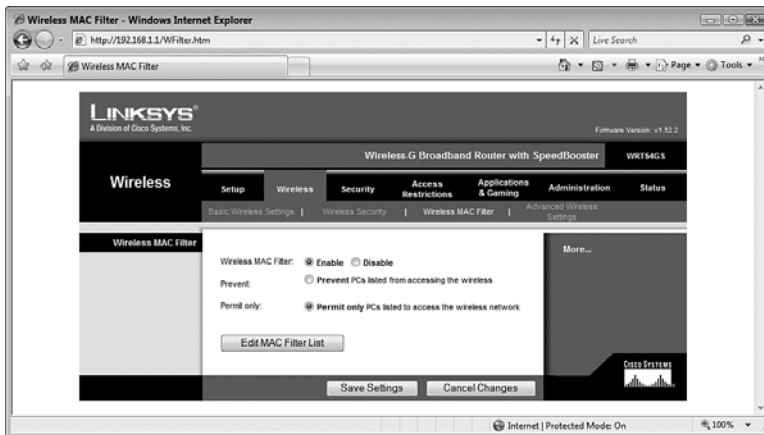 Wireless MAC Filter - Windows Internet Explorer
http://192.168.1.1/WFilter.htm
Live Search
Wireless MAC Filter
Page
Tools
LINKSYS®
A Division of Cisco Systems, Inc.
Firmware Version: v1.52.2
Wireless-G Broadband Router with SpeedBooster WRT54GS
Wireless
Setup Wireless Security Access Restrictions Applications & Gaming Administration Status
Basic Wireless Settings | Wireless Security | Wireless MAC Filter | Advanced Wireless Settings
Wireless MAC Filter
More...
Wireless MAC Filter: Enable Disable
Prevent: Prevent PCs listed from accessing the wireless
Permit only: Permit only PCs listed to access the wireless network
Edit MAC Filter List
CISCO SYSTEMS
Save Settings Cancel Changes
Internet | Protected Mode: On 100%